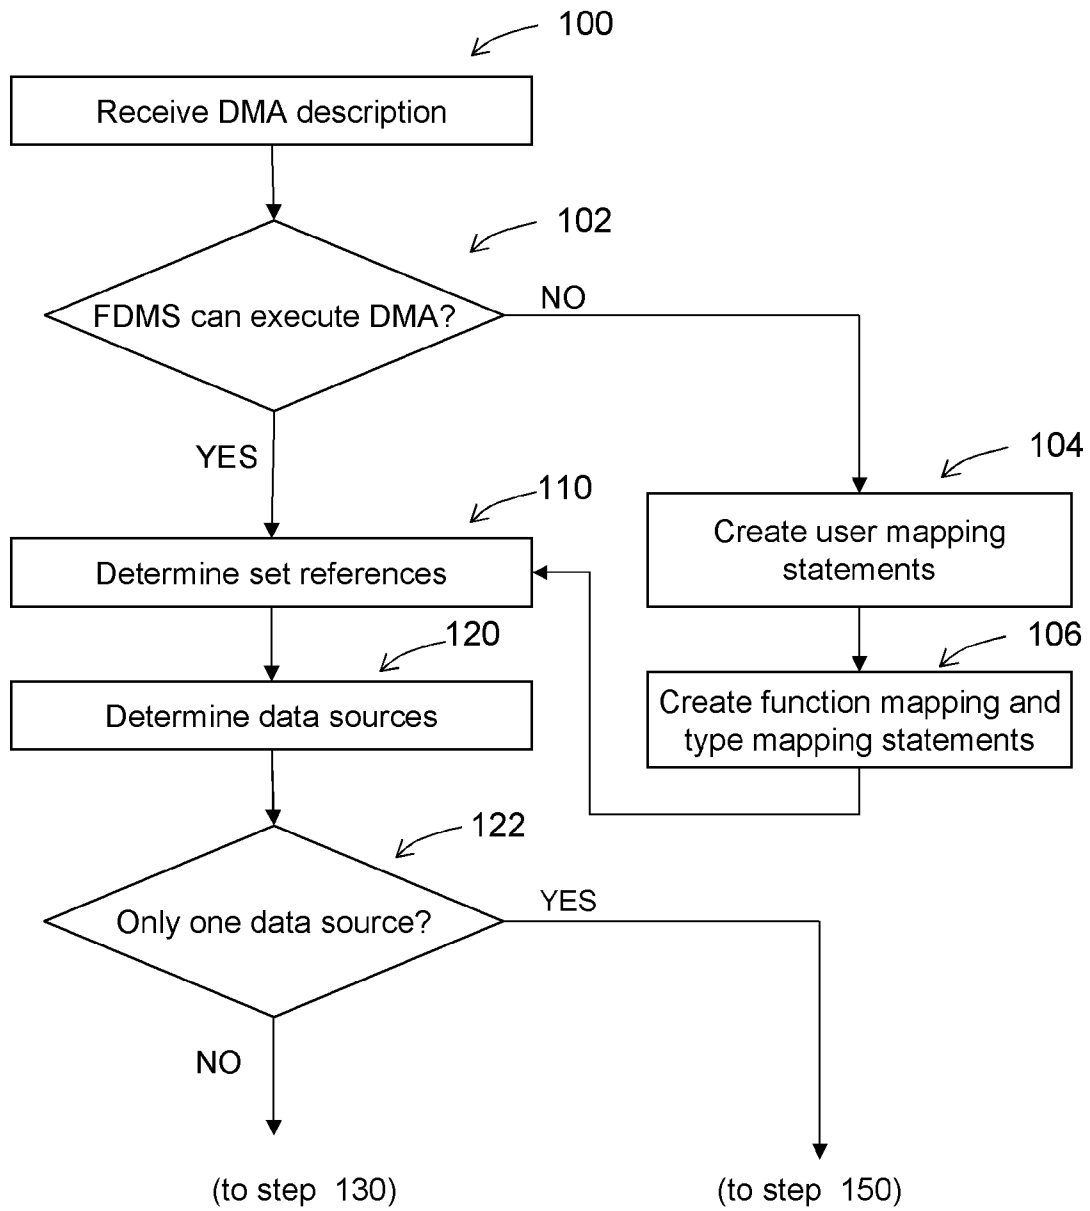 100
Receive DMA description
102
FDMS can execute DMA?
NO
YES
104
Create user mapping
statements
110
Determine set references
106
Create function mapping and
type mapping statements
120
Determine data sources
122
Only one data source?
YES
NO
(to step 130)
(to step 150)